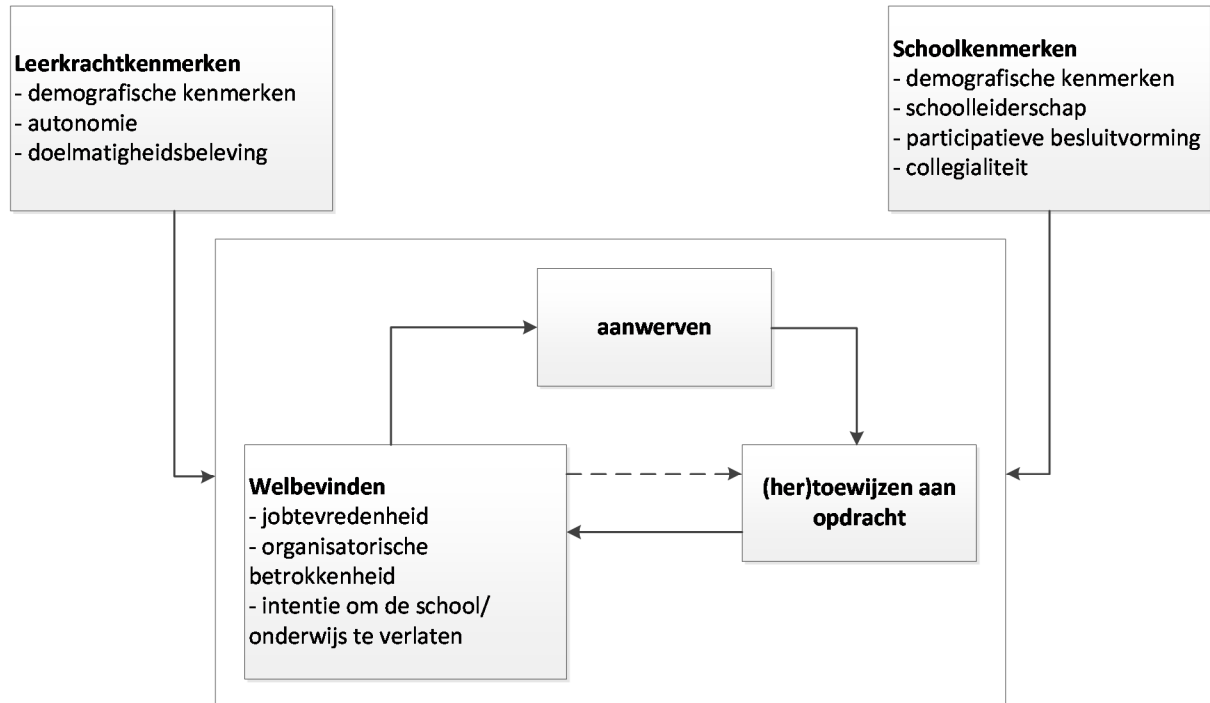 Leerkrachtkenmerken
- demografische kenmerken
- autonomie
- doelmatigheidsbeleving
Schoolkenmerken
- demografische kenmerken
- schoolleiderschap
- participatieve besluitvorming
- collegialiteit
aanwerven
Welbevinden
- jobtevredenheid
- organisatorische
betrokkenheid
- intentie om de school/
onderwijs te verlaten
(her)toewijzen aan
opdracht